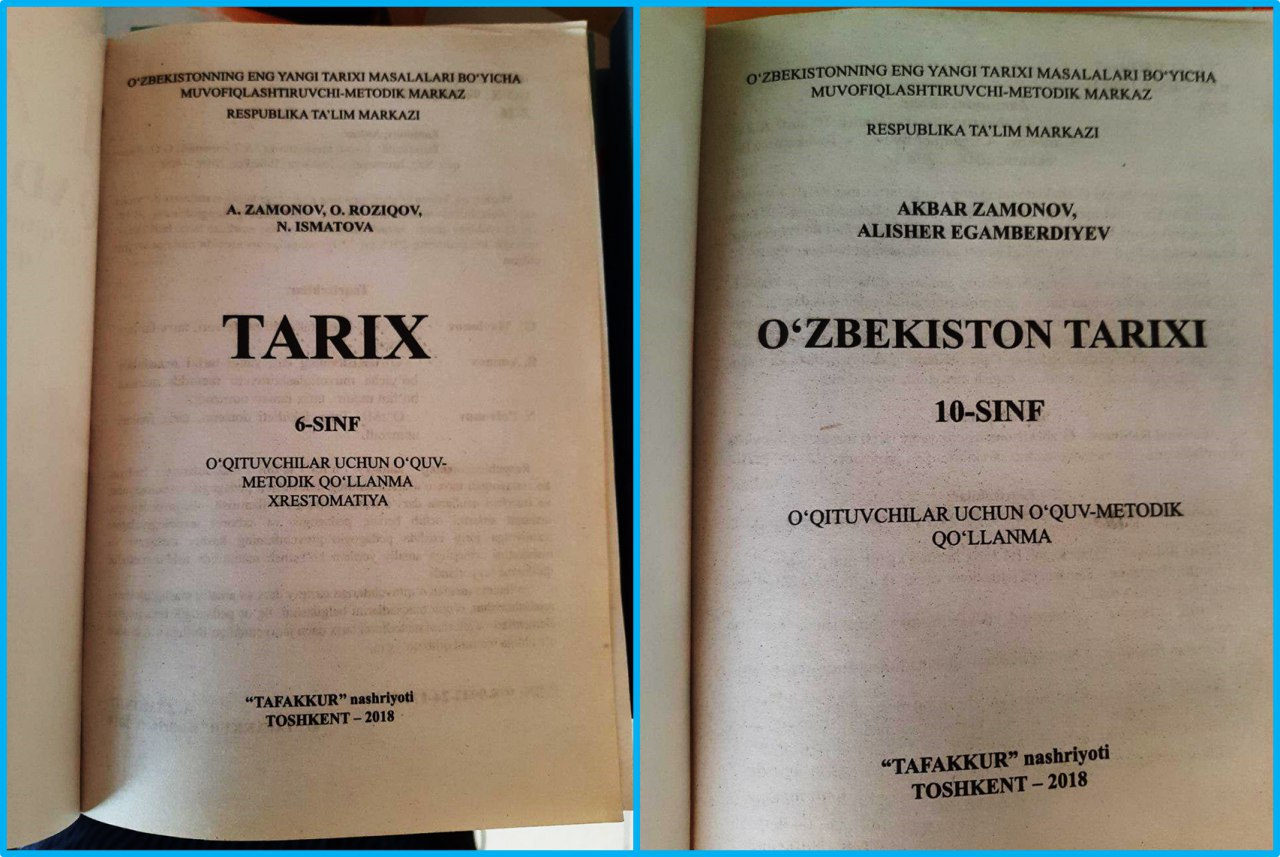 O‘ZBEKISTONNING ENG YANGI TARIXI MASALALARI BO‘YICHA
MUVOFIQLASHTIRUVCHI-METODIK MARKAZ
RESPUBLIKA TA’LIM MARKAZI
A. ZAMONOV, O. ROZIQOV,
N. ISMATOVA
TARIX
6-SINF
O‘QITUVCHILAR UCHUN O‘QUV-
METODIK QO‘LLANMA
XRESTOMATIYA
“TAFAKKUR” nashriyoti
TOSHKENT – 2018
O‘ZBEKISTONNING ENG YANGI TARIXI MASALALARI BO‘YICHA
MUVOFIQLASHTIRUVCHI-METODIK MARKAZ
RESPUBLIKA TA’LIM MARKAZI
AKBAR ZAMONOV,
ALISHER EGAMBERDIYEV
O‘ZBEKISTON TARIXI
10-SINF
O‘QITUVCHILAR UCHUN O‘QUV-METODIK
QO‘LLANMA
“TAFAKKUR” nashriyoti
TOSHKENT – 2018